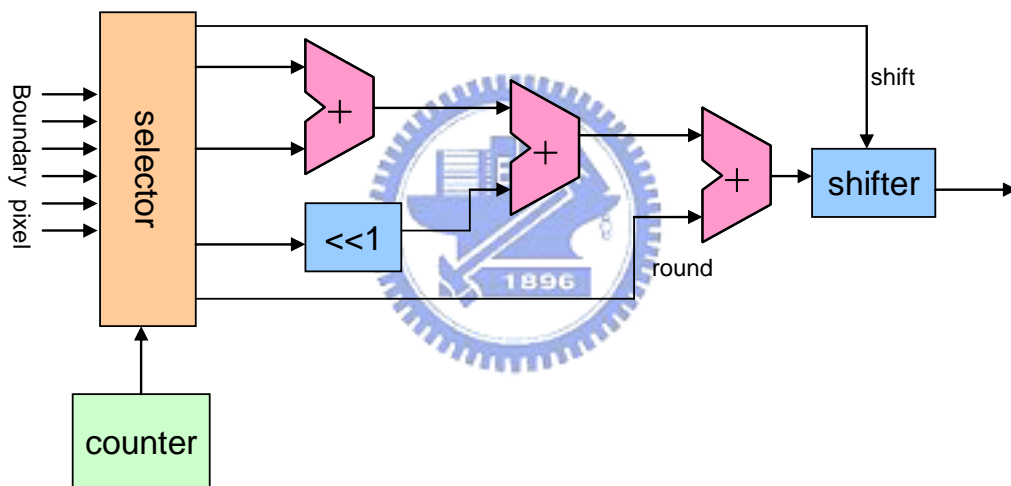 Boundary pixel
selector
+
+
+
shift
shifter
<<1
round
1896
counter